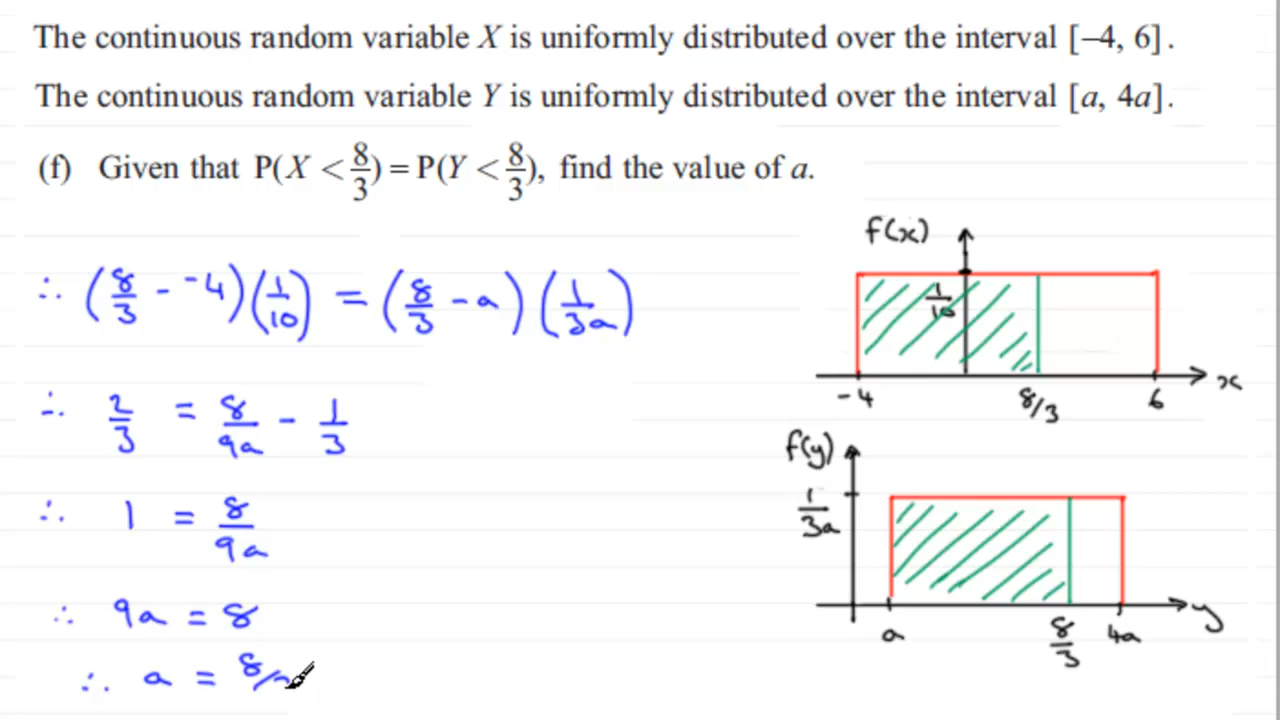 The continuous random variable X is uniformly distributed over the interval [–4, 6].
The continuous random variable Y is uniformly distributed over the interval [a, 4a].
(f) Given that P(X < 8/3) = P(Y < 8/3), find the value of a.
∴ (8/3 - -4)(1/10) = (8/3 - a)(1/3a)
∴ 2/3 = 8/9a - 1/3
∴ 1 = 8/9a
∴ 9a = 8
∴ a = 8/
f(x)
1/10
-4
8/3
6
x
f(y)
1/3a
a
8/3
4a
y